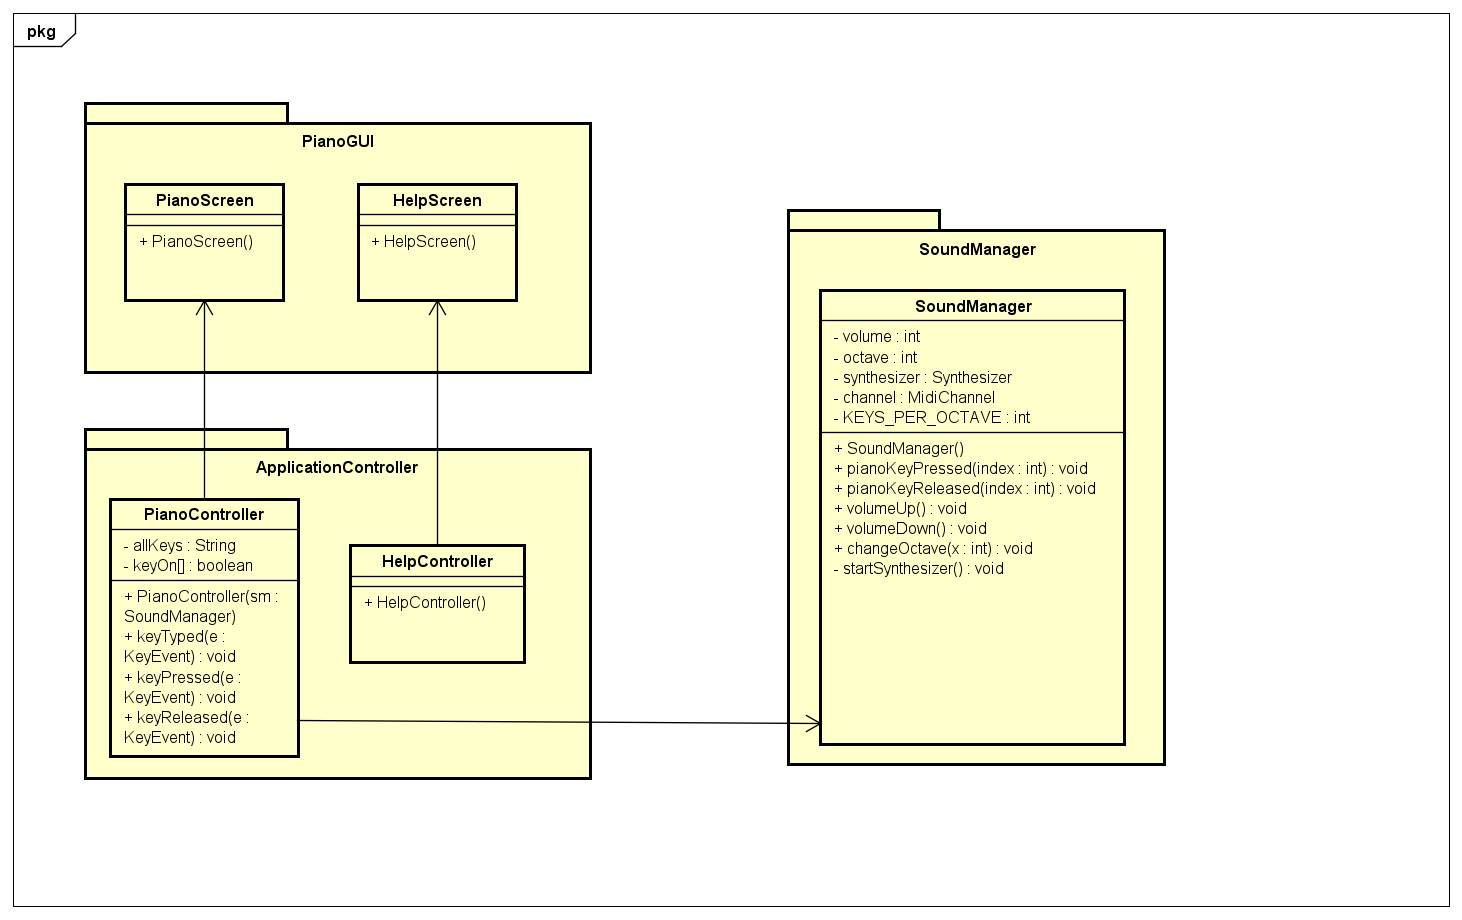 pkg
PianoGUI
PianoScreen
+ PianoScreen()
HelpScreen
+ HelpScreen()
ApplicationController
PianoController
- allKeys : String
- keyOn[] : boolean
+ PianoController(sm :
SoundManager)
+ keyTyped(e :
KeyEvent) : void
+ keyPressed(e :
KeyEvent) : void
+ keyReleased(e :
KeyEvent) : void
HelpController
+ HelpController()
SoundManager
SoundManager
- volume : int
- octave : int
- synthesizer : Synthesizer
- channel : MidiChannel
- KEYS_PER_OCTAVE : int
+ SoundManager()
+ pianoKeyPressed(index : int) : void
+ pianoKeyReleased(index : int) : void
+ volumeUp() : void
+ volumeDown() : void
+ changeOctave(x : int) : void
- startSynthesizer() : void